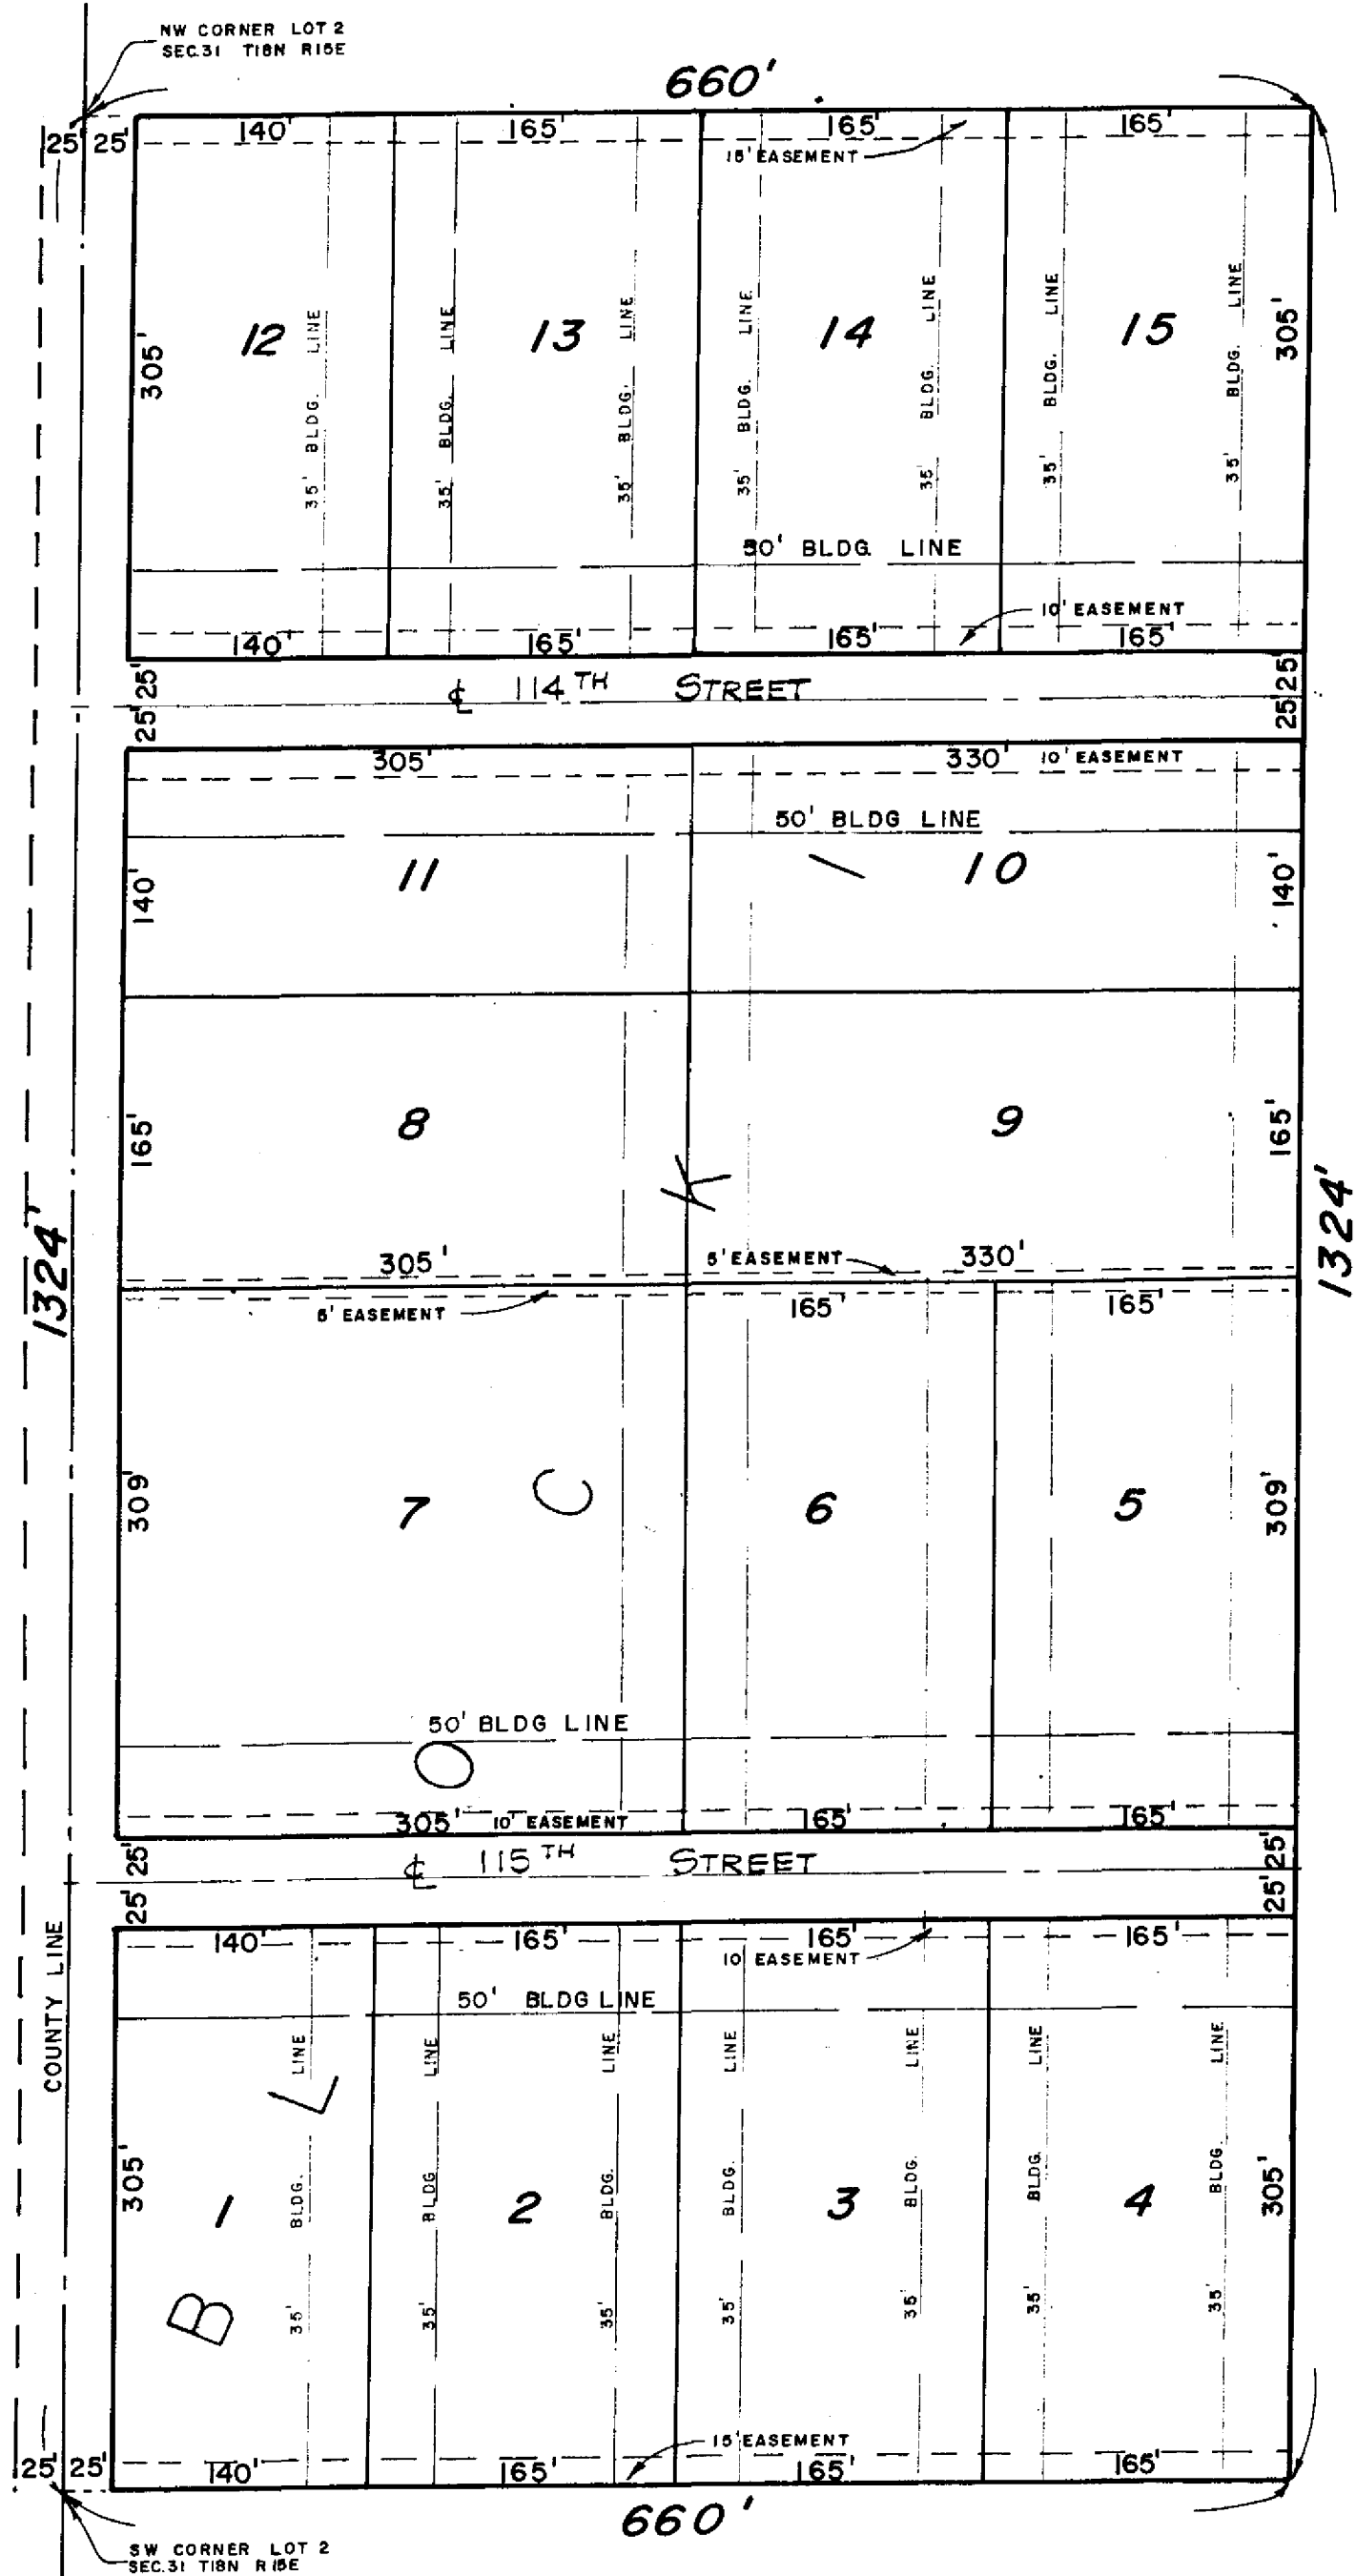 NW CORNER LOT 2
SEC.31 T18N R15E
660'
25' 25' 140' 165' 165' 165'
15' EASEMENT
305' 12 13 14 15 305'
35' BLDG. LINE
35' BLDG. LINE
35' BLDG. LINE
35' BLDG. LINE
35' BLDG. LINE
35' BLDG. LINE
35' BLDG. LINE
50' BLDG LINE
10' EASEMENT
140' 165' 165' 165'
25' 25' ℄ 114TH STREET 25' 25'
305' 330' 10' EASEMENT
50' BLDG LINE
140' 11 10 140'
165' 8 9 165'
1324' 1324'
305' 5' EASEMENT 330'
5' EASEMENT 165' 165'
309' 7 6 5 309'
50' BLDG LINE
305' 10' EASEMENT 165' 165'
25' 25' ℄ 115TH STREET 25' 25'
140' 165' 165' 165'
10' EASEMENT
50' BLDG LINE
COUNTY LINE
BLOCK 1
305' 1 2 3 4 305'
35' BLDG. LINE
35' BLDG LINE
35' BLDG. LINE
35' BLDG. LINE
35' BLDG. LINE
35' BLDG. LINE
35' BLDG. LINE
15' EASEMENT
25' 25' 140' 165' 165' 165'
660'
SW CORNER LOT 2
SEC.31 T18N R15E